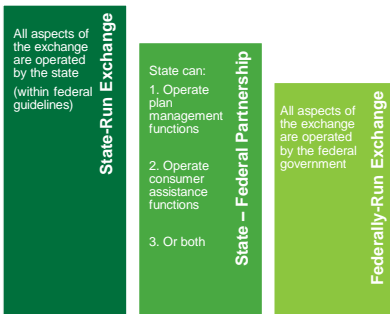 All aspects of
the exchange
are operated
by the state
(within federal
guidelines)
State-Run Exchange
State can:
1. Operate
plan
management
functions
2. Operate
consumer
assistance
functions
3. Or both
State – Federal Partnership
All aspects of
the exchange
are operated
by the federal
government
Federally-Run Exchange